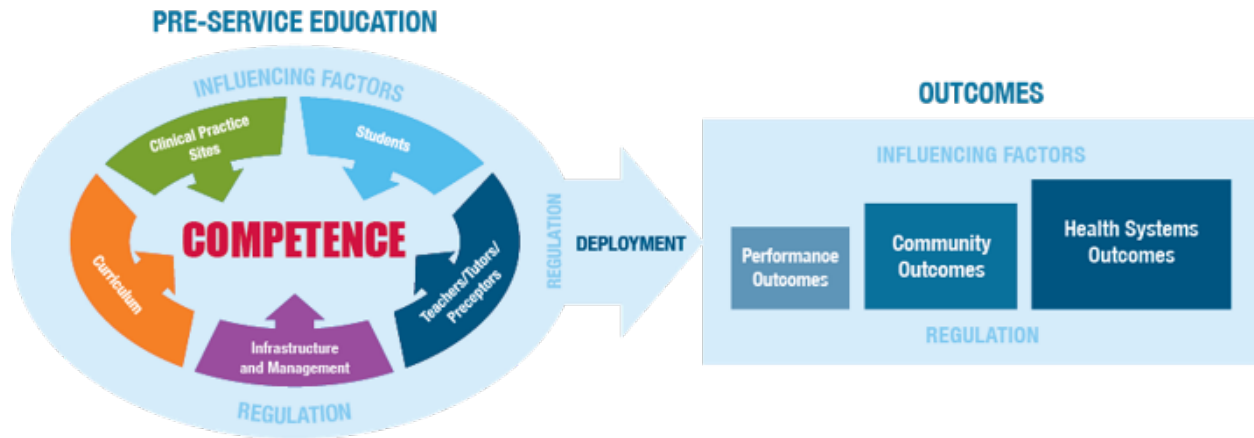 PRE-SERVICE EDUCATION
INFLUENCING FACTORS
Clinical Practice
Sites
Students
Curriculum
COMPETENCE
Teachers/Tutors/
Preceptors
Infrastructure
and Management
REGULATION
REGULATION
DEPLOYMENT
OUTCOMES
INFLUENCING FACTORS
Performance
Outcomes
Community
Outcomes
Health Systems
Outcomes
REGULATION